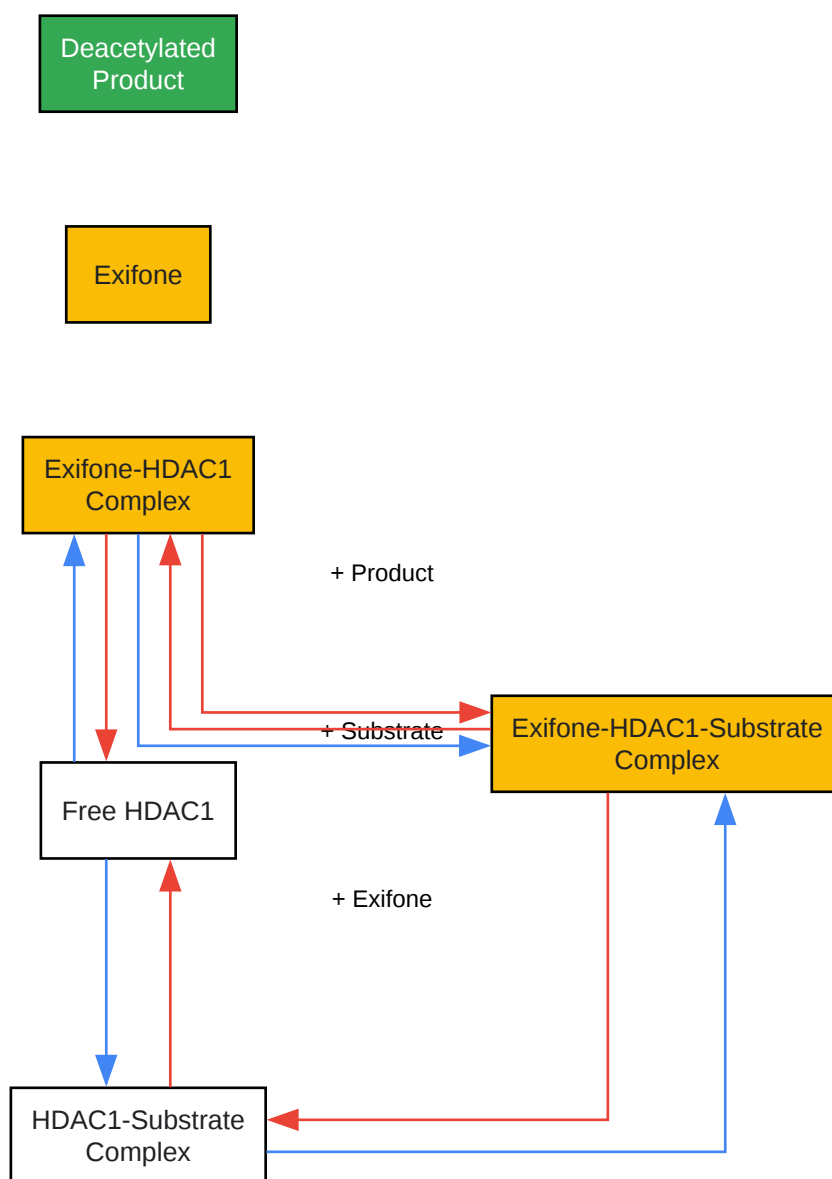 Deacetylated
Product
Exifone
Exifone-HDAC1
Complex
+ Product
+ Substrate
Exifone-HDAC1-Substrate
Complex
Free HDAC1
+ Exifone
HDAC1-Substrate
Complex